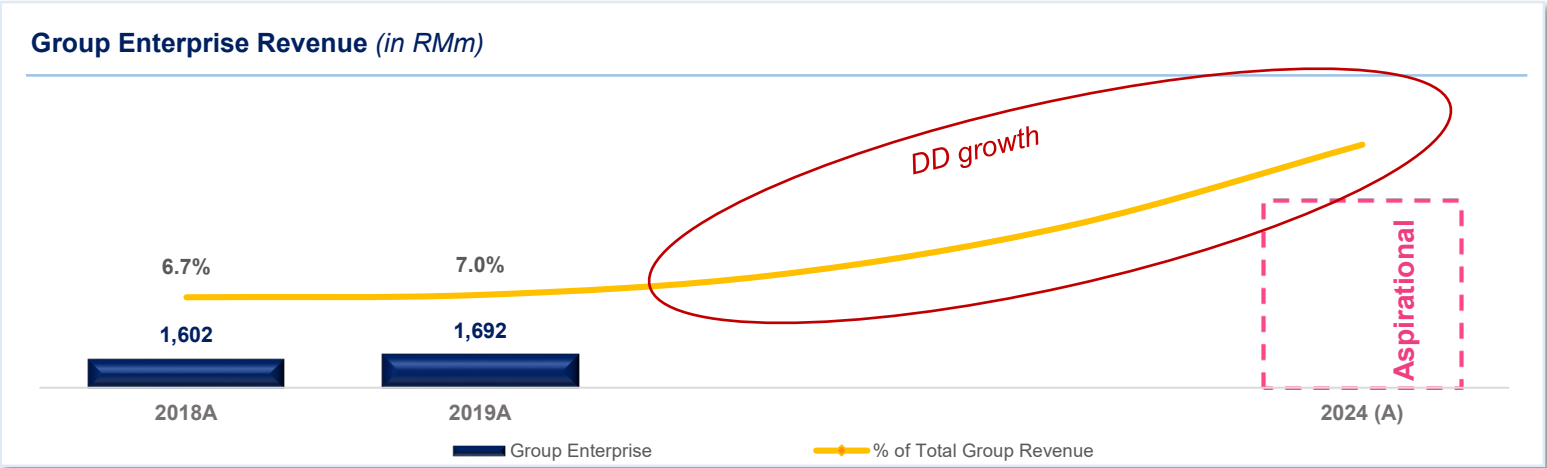 Group Enterprise Revenue (in RMm)
DD growth
6.7%
7.0%
1,602
1,692
Aspirational
2018A
2019A
2024 (A)
Group Enterprise
% of Total Group Revenue